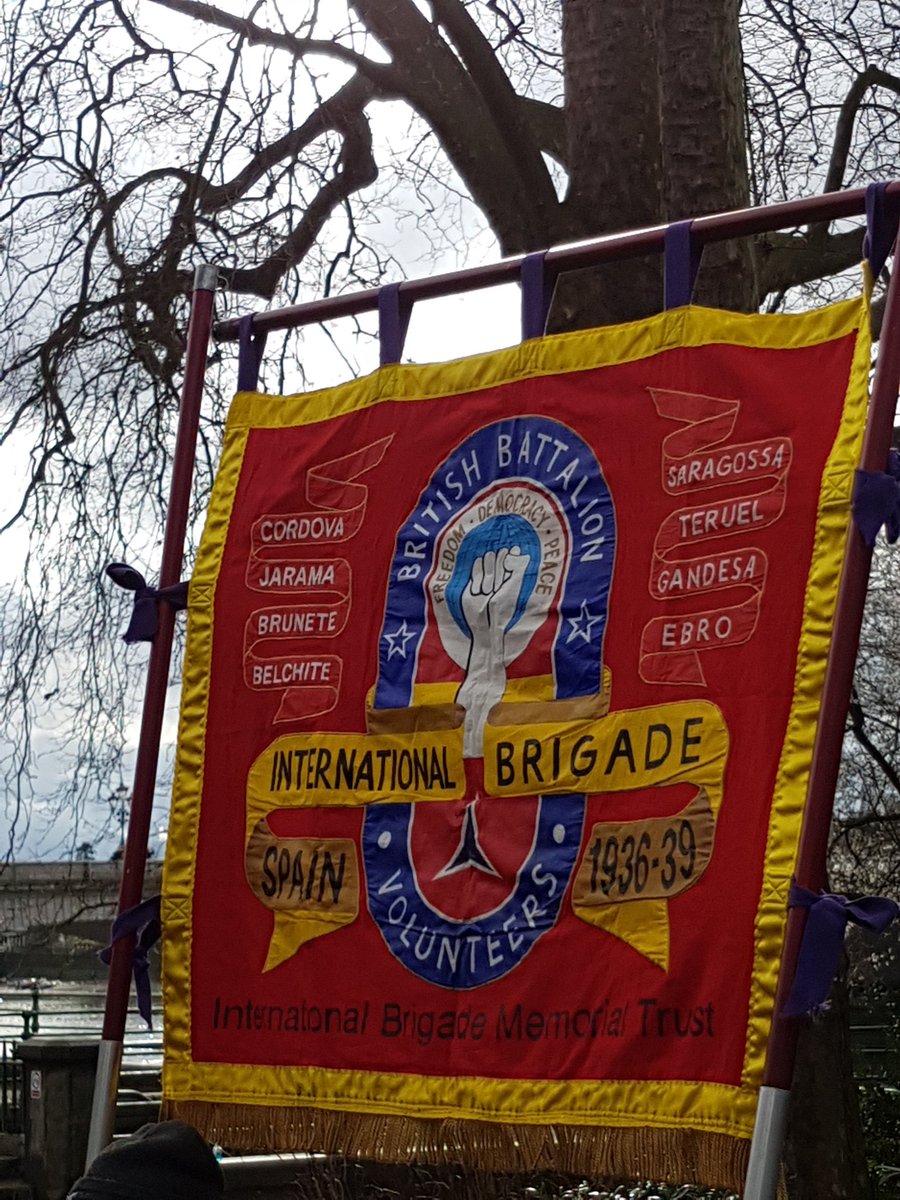 BRITISH BATTALION
FREEDOM · DEMOCRACY · PEACE
CORDOVA
JARAMA
BRUNETE
BELCHITE
SARAGOSSA
TERUEL
GANDESA
EBRO
INTERNATIONAL BRIGADE
SPAIN 1936-39
VOLUNTEERS
International Brigade Memorial Trust